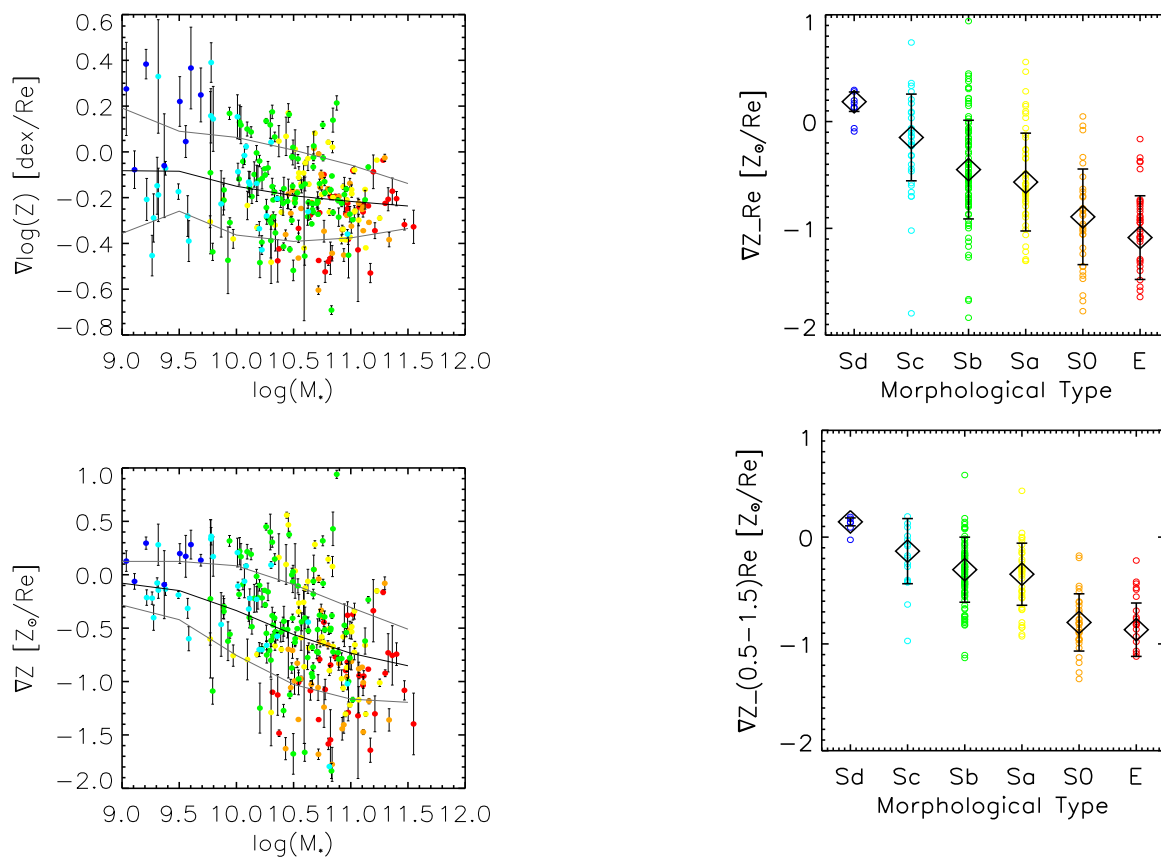 0.6
0.4
0.2
0.0
−0.2
−0.4
−0.6
−0.8
∇log(Z) [dex/Re]
9.0 9.5 10.0 10.5 11.0 11.5 12.0
log(M⋆)
1
0
−1
−2
∇Z_Re [Z⊙/Re]
Sd Sc Sb Sa S0 E
Morphological Type
1.0
0.5
0.0
−0.5
−1.0
−1.5
−2.0
∇Z [Z⊙/Re]
9.0 9.5 10.0 10.5 11.0 11.5 12.0
log(M⋆)
1
0
−1
−2
∇Z_(0.5−1.5)Re [Z⊙/Re]
Sd Sc Sb Sa S0 E
Morphological Type